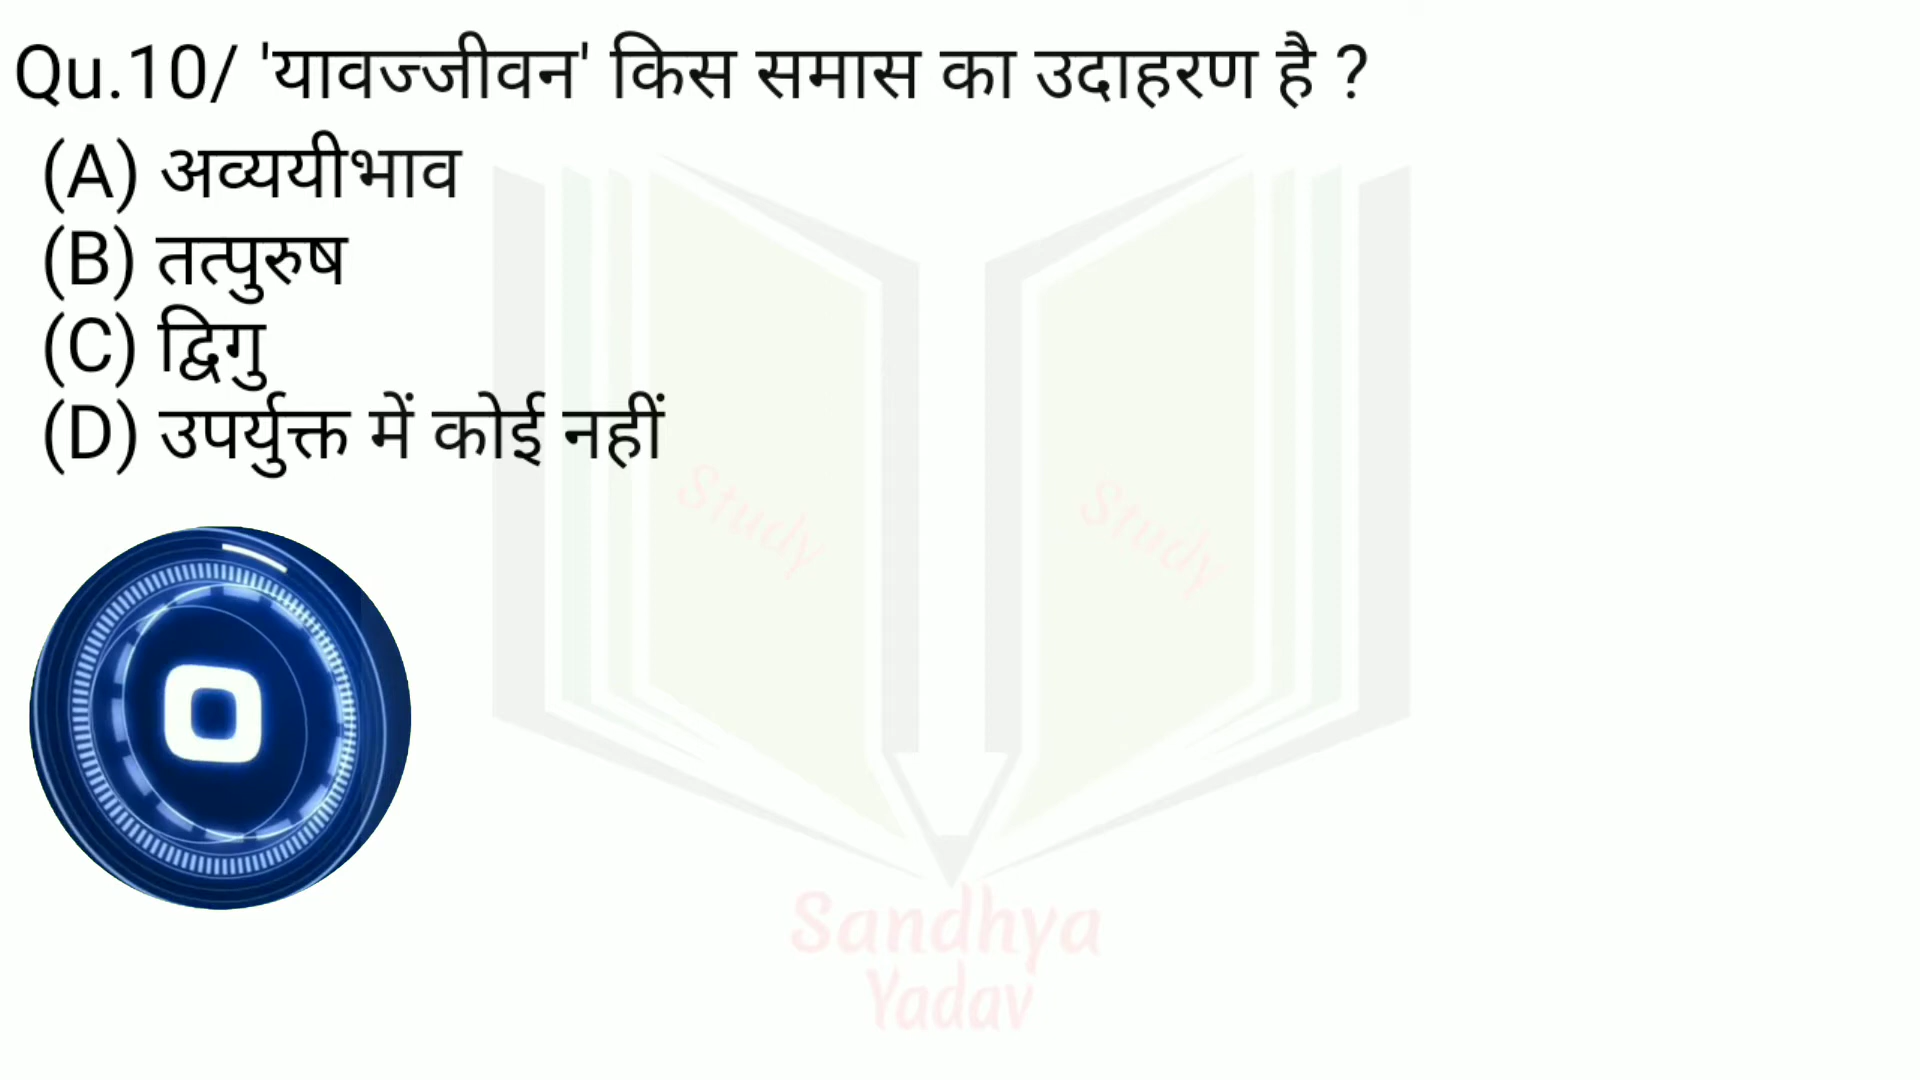 Qu.10/ 'यावज्जीवन' किस समास का उदाहरण है ?
(A) अव्ययीभाव
(B) तत्पुरुष
(C) द्विगु
(D) उपर्युक्त में कोई नहीं
Study Study
0
Sandhya
Yadav